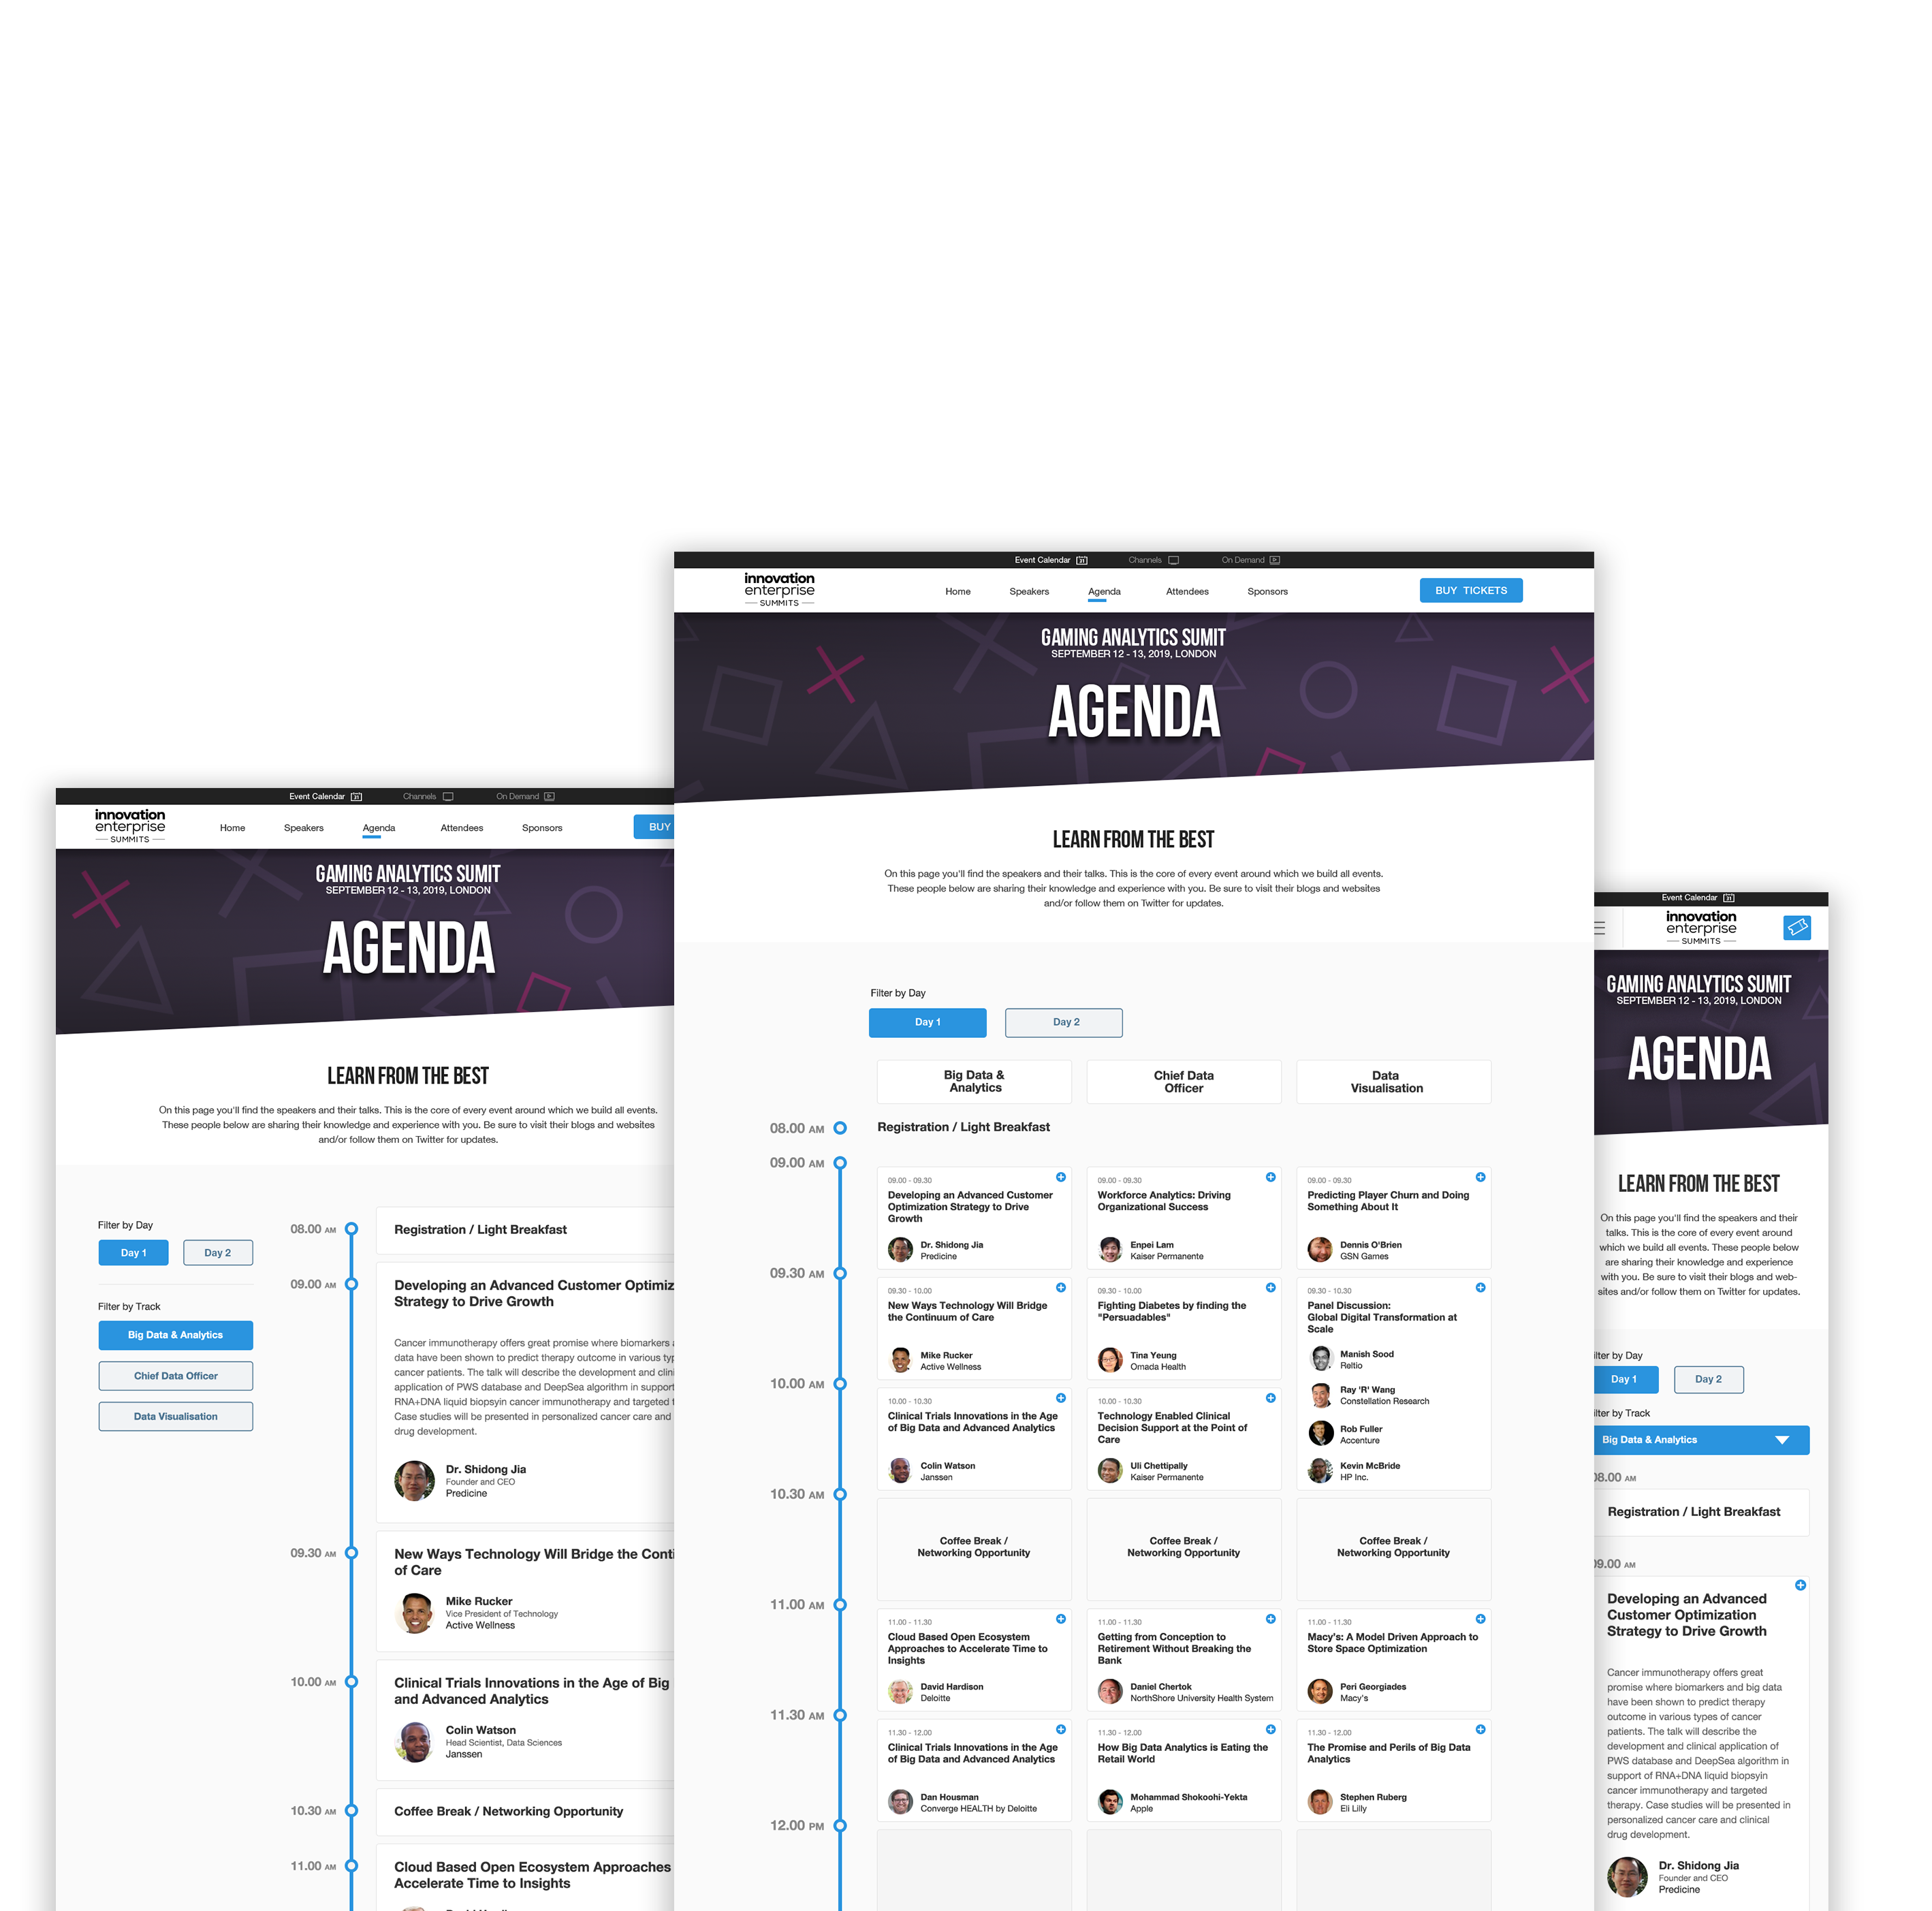 Event Calendar 31 Channels On Demand
innovation
enterprise
SUMMITS
Home Speakers Agenda Attendees Sponsors
BUY
GAMING ANALYTICS SUMIT
SEPTEMBER 12 - 13, 2019, LONDON
AGENDA
LEARN FROM THE BEST
On this page you'll find the speakers and their talks. This is the core of every event around which we build all events.
These people below are sharing their knowledge and experience with you. Be sure to visit their blogs and websites
and/or follow them on Twitter for updates.
Filter by Day
Day 1 Day 2
Filter by Track
Big Data & Analytics
Chief Data Officer
Data Visualisation
08.00 AM
Registration / Light Breakfast
09.00 AM
Developing an Advanced Customer Optimiz
Strategy to Drive Growth
Cancer immunotherapy offers great promise where biomarkers
data have been shown to predict therapy outcome in various typ
cancer patients. The talk will describe the development and clini
application of PWS database and DeepSea algorithm in support
RNA+DNA liquid biopsyin cancer immunotherapy and targeted
Case studies will be presented in personalized cancer care and
drug development.
Dr. Shidong Jia
Founder and CEO
Predicine
09.30 AM
New Ways Technology Will Bridge the Conti
of Care
Mike Rucker
Vice President of Technology
Active Wellness
10.00 AM
Clinical Trials Innovations in the Age of Big
and Advanced Analytics
Colin Watson
Head Scientist, Data Sciences
Janssen
10.30 AM
Coffee Break / Networking Opportunity
11.00 AM
Cloud Based Open Ecosystem Approaches
Accelerate Time to Insights
Event Calendar 31 Channels On Demand
innovation
enterprise
SUMMITS
Home Speakers Agenda Attendees Sponsors
BUY TICKETS
GAMING ANALYTICS SUMIT
SEPTEMBER 12 - 13, 2019, LONDON
AGENDA
LEARN FROM THE BEST
On this page you'll find the speakers and their talks. This is the core of every event around which we build all events.
These people below are sharing their knowledge and experience with you. Be sure to visit their blogs and websites
and/or follow them on Twitter for updates.
Filter by Day
Day 1 Day 2
Big Data &
Analytics
Chief Data
Officer
Data
Visualisation
08.00 AM
Registration / Light Breakfast
09.00 AM
09.00 - 09.30
Developing an Advanced Customer
Optimization Strategy to Drive
Growth
Dr. Shidong Jia
Predicine
09.00 - 09.30
Workforce Analytics: Driving
Organizational Success
Enpei Lam
Kaiser Permanente
09.00 - 09.30
Predicting Player Churn and Doing
Something About It
Dennis O'Brien
GSN Games
09.30 AM
09.30 - 10.00
New Ways Technology Will Bridge
the Continuum of Care
Mike Rucker
Active Wellness
09.30 - 10.00
Fighting Diabetes by finding the
"Persuadables"
Tina Yeung
Omada Health
09.30 - 10.30
Panel Discussion:
Global Digital Transformation at
Scale
Manish Sood
Reltio
Ray 'R' Wang
Constellation Research
Rob Fuller
Accenture
Kevin McBride
HP Inc.
10.00 AM
10.00 - 10.30
Clinical Trials Innovations in the Age
of Big Data and Advanced Analytics
Colin Watson
Janssen
10.00 - 10.30
Technology Enabled Clinical
Decision Support at the Point of
Care
Uli Chettipally
Kaiser Permanente
10.30 AM
Coffee Break /
Networking Opportunity
Coffee Break /
Networking Opportunity
Coffee Break /
Networking Opportunity
11.00 AM
11.00 - 11.30
Cloud Based Open Ecosystem
Approaches to Accelerate Time to
Insights
David Hardison
Deloitte
11.00 - 11.30
Getting from Conception to
Retirement Without Breaking the
Bank
Daniel Chertok
NorthShore University Health System
11.00 - 11.30
Macy's: A Model Driven Approach to
Store Space Optimization
Peri Georgiades
Macy's
11.30 AM
11.30 - 12.00
Clinical Trials Innovations in the Age
of Big Data and Advanced Analytics
Dan Housman
Converge HEALTH by Deloitte
11.30 - 12.00
How Big Data Analytics is Eating the
Retail World
Mohammad Shokoohi-Yekta
Apple
11.30 - 12.00
The Promise and Perils of Big Data
Analytics
Stephen Ruberg
Eli Lilly
12.00 PM
Event Calendar 31
innovation
enterprise
SUMMITS
GAMING ANALYTICS SUMIT
SEPTEMBER 12 - 13, 2019, LONDON
AGENDA
LEARN FROM THE BEST
On this page you'll find the speakers and their
talks. This is the core of every event around
which we build all events. These people below
are sharing their knowledge and experience
with you. Be sure to visit their blogs and web-
sites and/or follow them on Twitter for updates.
ilter by Day
Day 1 Day 2
ilter by Track
Big Data & Analytics
08.00 AM
Registration / Light Breakfast
09.00 AM
Developing an Advanced
Customer Optimization
Strategy to Drive Growth
Cancer immunotherapy offers great
promise where biomarkers and big data
have been shown to predict therapy
outcome in various types of cancer
patients. The talk will describe the
development and clinical application of
PWS database and DeepSea algorithm in
support of RNA+DNA liquid biopsyin
cancer immunotherapy and targeted
therapy. Case studies will be presented in
personalized cancer care and clinical
drug development.
Dr. Shidong Jia
Founder and CEO
Predicine